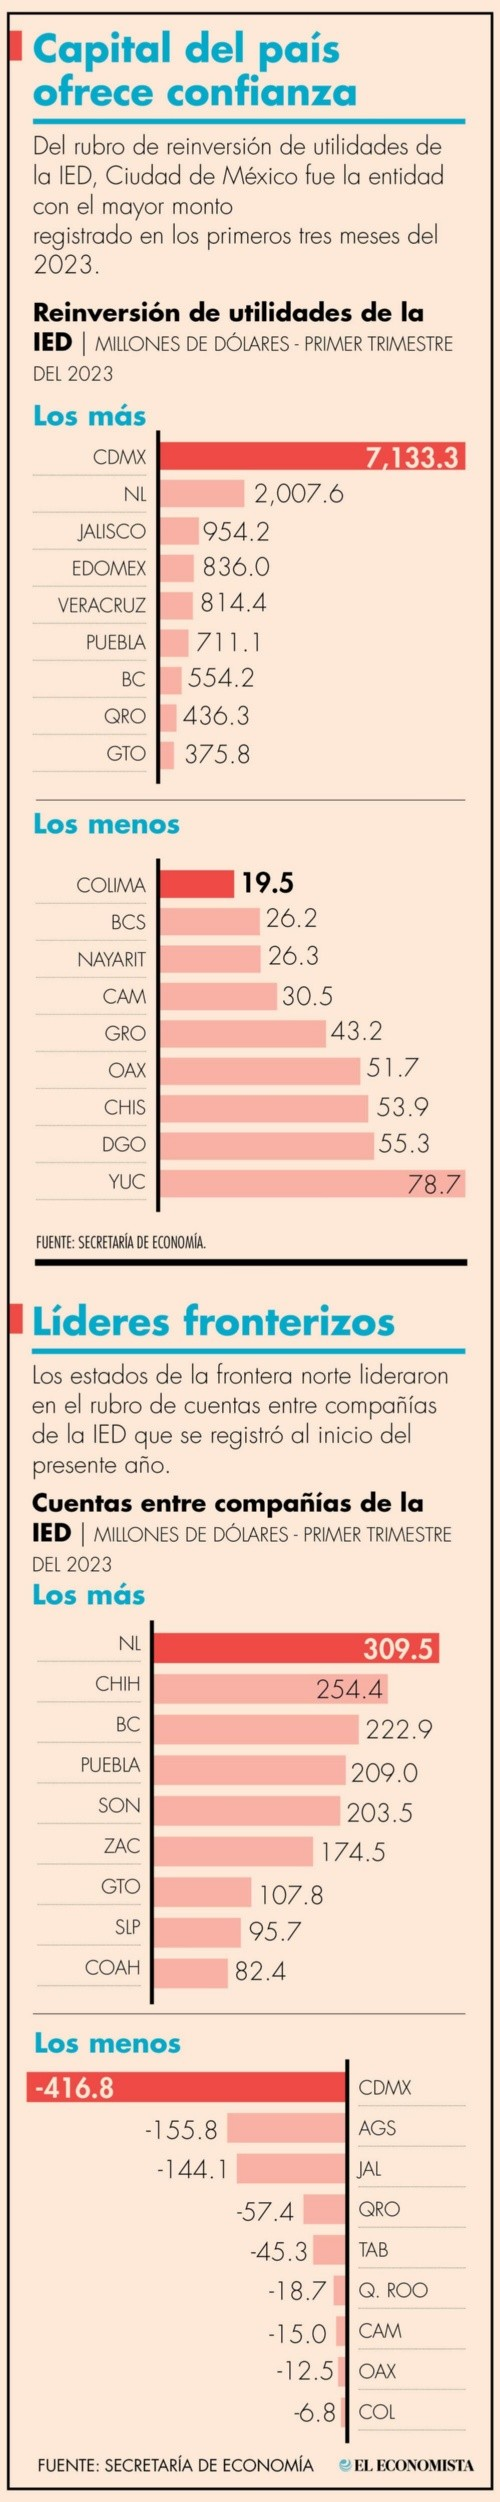 Capital del país
ofrece confianza
Del rubro de reinversión de utilidades de
la IED, Ciudad de México fue la entidad
con el mayor monto
registrado en los primeros tres meses del
2023.
Reinversión de utilidades de la
IED | MILLONES DE DÓLARES - PRIMER TRIMESTRE
DEL 2023
Los más
CDMX 7,133.3
NL 2,007.6
JALISCO 954.2
EDOMEX 836.0
VERACRUZ 814.4
PUEBLA 711.1
BC 554.2
QRO 436.3
GTO 375.8
Los menos
COLIMA 19.5
BCS 26.2
NAYARIT 26.3
CAM 30.5
GRO 43.2
OAX 51.7
CHIS 53.9
DGO 55.3
YUC 78.7
FUENTE: SECRETARÍA DE ECONOMÍA.
Líderes fronterizos
Los estados de la frontera norte lideraron
en el rubro de cuentas entre compañías
de la IED que se registró al inicio del
presente año.
Cuentas entre compañías de la
IED | MILLONES DE DÓLARES - PRIMER TRIMESTRE
DEL 2023
Los más
NL 309.5
CHIH 254.4
BC 222.9
PUEBLA 209.0
SON 203.5
ZAC 174.5
GTO 107.8
SLP 95.7
COAH 82.4
Los menos
-416.8 CDMX
-155.8 AGS
-144.1 JAL
-57.4 QRO
-45.3 TAB
-18.7 Q. ROO
-15.0 CAM
-12.5 OAX
-6.8 COL
FUENTE: SECRETARÍA DE ECONOMÍA EL ECONOMISTA